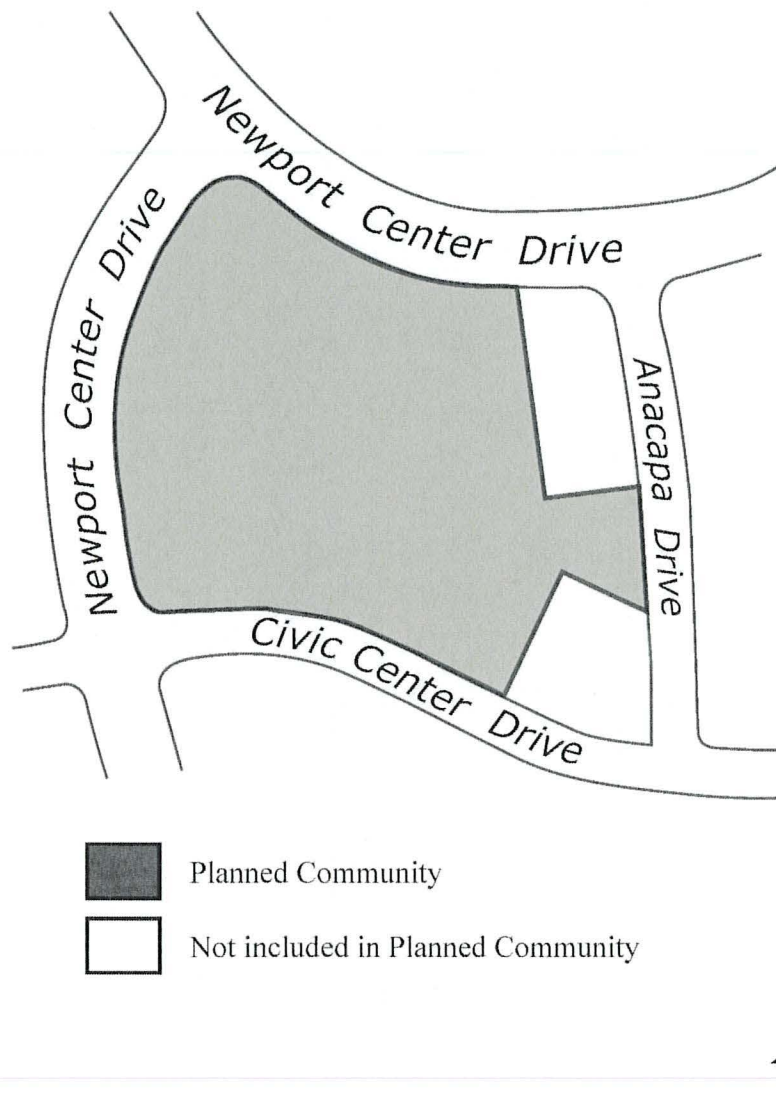 Newport Center Drive
Newport Center Drive
Anacapa Drive
Civic Center Drive
Planned Community
Not included in Planned Community